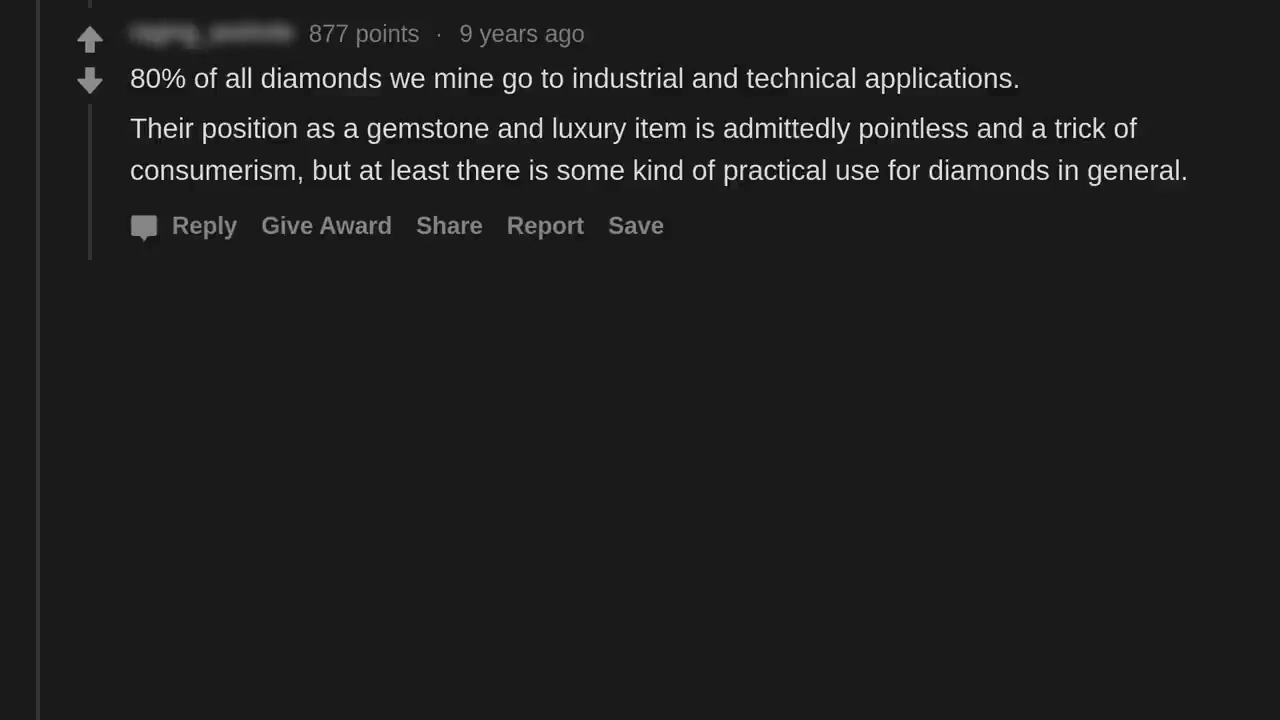 877 points · 9 years ago
80% of all diamonds we mine go to industrial and technical applications.
Their position as a gemstone and luxury item is admittedly pointless and a trick of
consumerism, but at least there is some kind of practical use for diamonds in general.
Reply Give Award Share Report Save